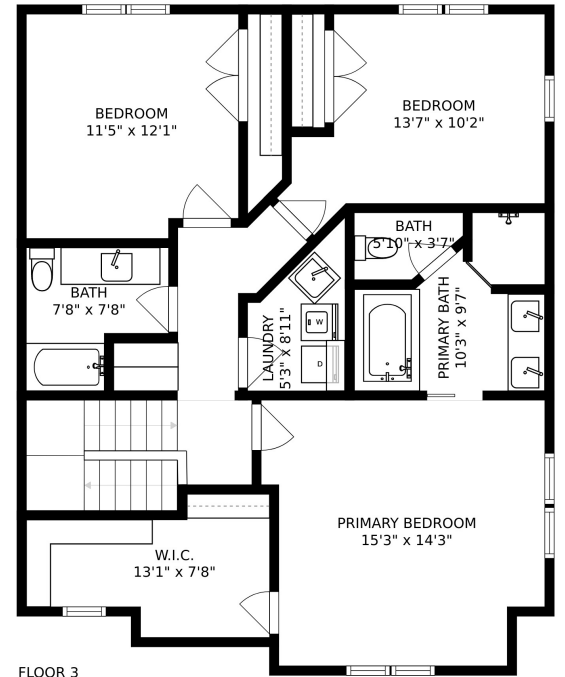 BEDROOM
11'5" x 12'1"
BEDROOM
13'7" x 10'2"
BATH
5'10" x 3'7"
BATH
7'8" x 7'8"
LAUNDRY
5'3" x 8'11"
W
D
PRIMARY BATH
10'3" x 9'7"
PRIMARY BEDROOM
15'3" x 14'3"
W.I.C.
13'1" x 7'8"
FLOOR 3